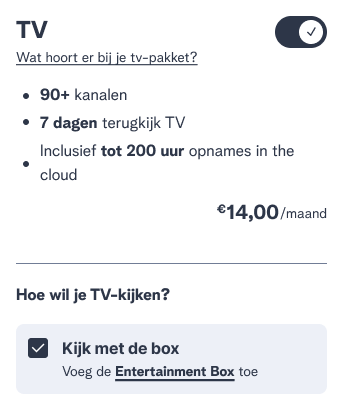 TV
Wat hoort er bij je tv-pakket?
90+ kanalen
7 dagen terugkijk TV
Inclusief tot 200 uur opnames in the
cloud
€14,00/maand
Hoe wil je TV-kijken?
Kijk met de box
Voeg de Entertainment Box toe